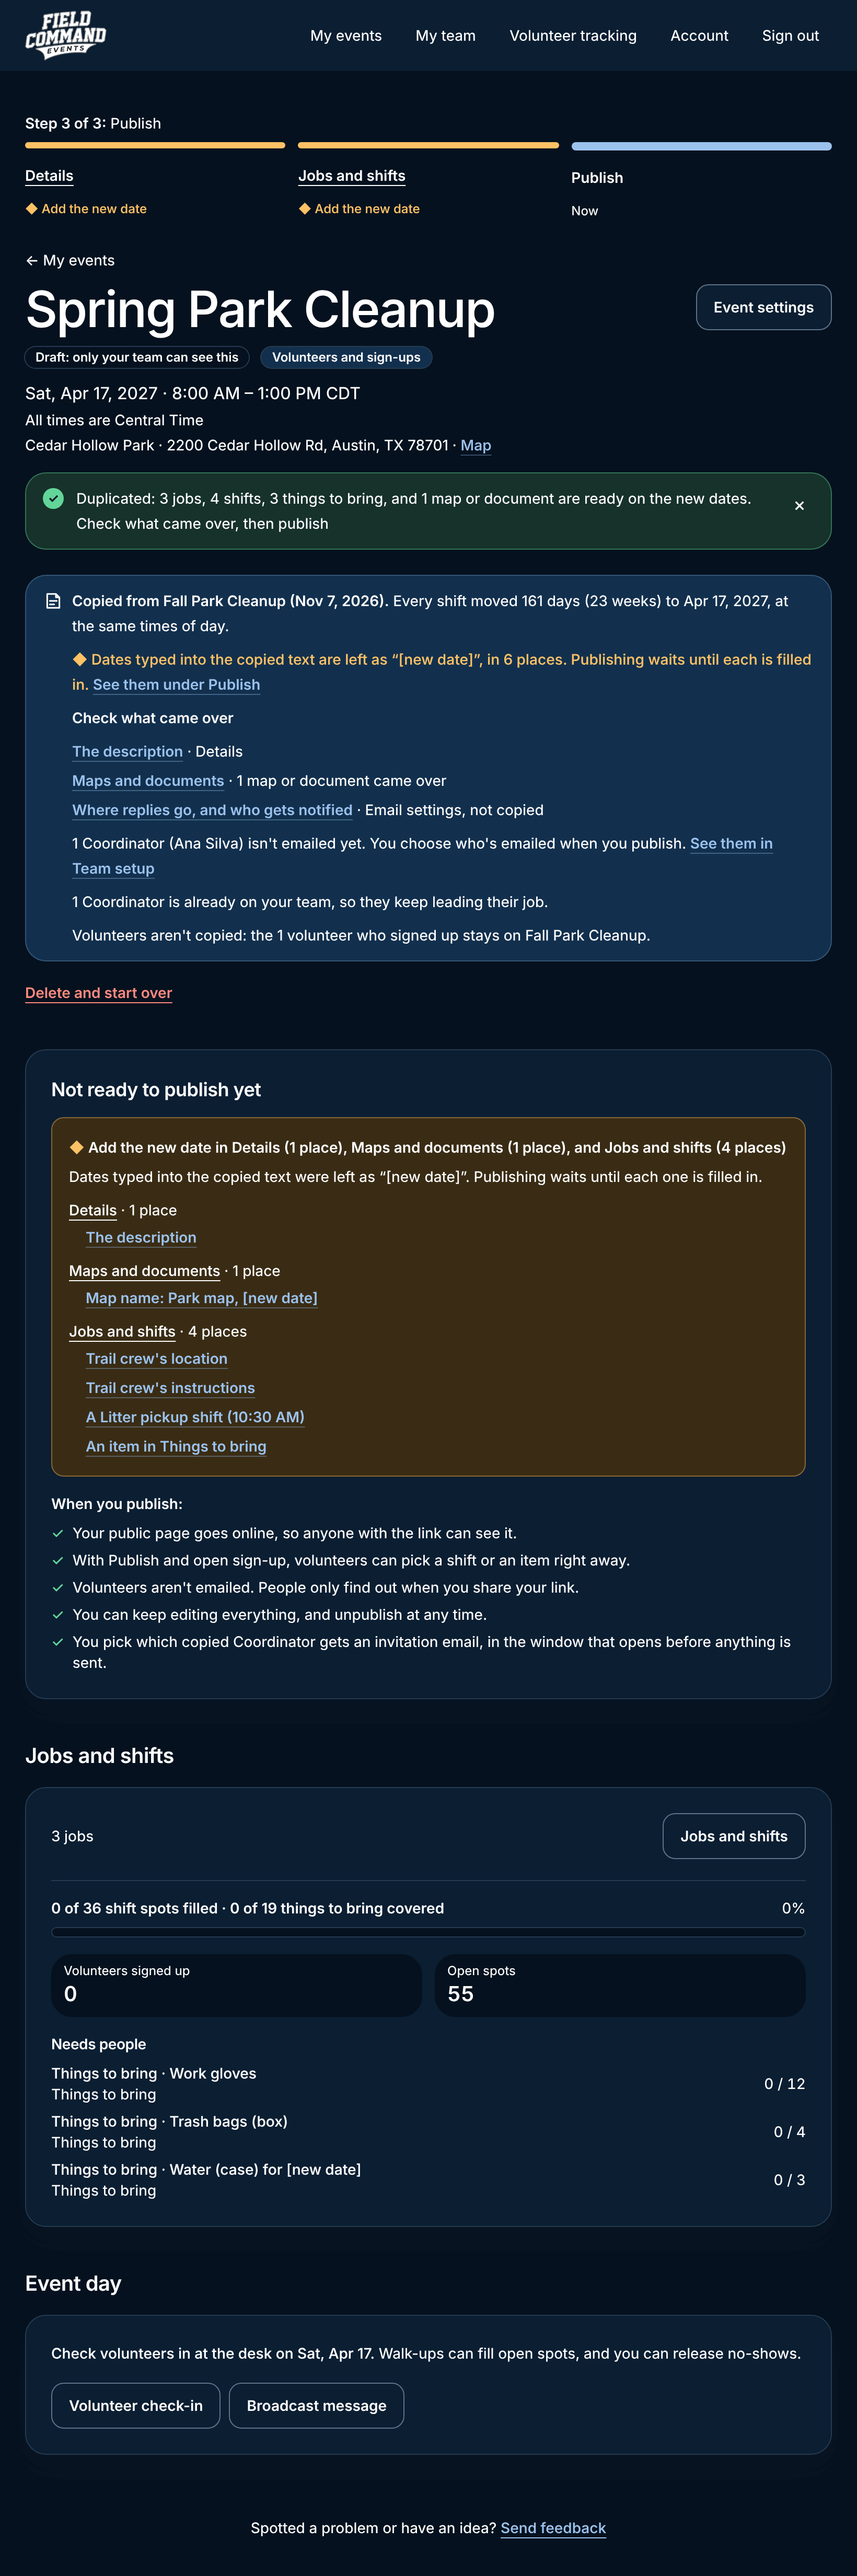 FIELD
COMMAND
EVENTS
My events
My team
Volunteer tracking
Account
Sign out
Step 3 of 3: Publish
Details
Jobs and shifts
Publish
◆ Add the new date
◆ Add the new date
Now
← My events
Spring Park Cleanup
Event settings
Draft: only your team can see this
Volunteers and sign-ups
Sat, Apr 17, 2027 · 8:00 AM – 1:00 PM CDT
All times are Central Time
Cedar Hollow Park · 2200 Cedar Hollow Rd, Austin, TX 78701 · Map
Duplicated: 3 jobs, 4 shifts, 3 things to bring, and 1 map or document are ready on the new dates.
Check what came over, then publish
Copied from Fall Park Cleanup (Nov 7, 2026). Every shift moved 161 days (23 weeks) to Apr 17, 2027, at
the same times of day.
◆ Dates typed into the copied text are left as “[new date]”, in 6 places. Publishing waits until each is filled
in. See them under Publish
Check what came over
The description · Details
Maps and documents · 1 map or document came over
Where replies go, and who gets notified · Email settings, not copied
1 Coordinator (Ana Silva) isn't emailed yet. You choose who's emailed when you publish. See them in
Team setup
1 Coordinator is already on your team, so they keep leading their job.
Volunteers aren't copied: the 1 volunteer who signed up stays on Fall Park Cleanup.
Delete and start over
Not ready to publish yet
◆ Add the new date in Details (1 place), Maps and documents (1 place), and Jobs and shifts (4 places)
Dates typed into the copied text were left as “[new date]”. Publishing waits until each one is filled in.
Details · 1 place
The description
Maps and documents · 1 place
Map name: Park map, [new date]
Jobs and shifts · 4 places
Trail crew's location
Trail crew's instructions
A Litter pickup shift (10:30 AM)
An item in Things to bring
When you publish:
✓ Your public page goes online, so anyone with the link can see it.
✓ With Publish and open sign-up, volunteers can pick a shift or an item right away.
✓ Volunteers aren't emailed. People only find out when you share your link.
✓ You can keep editing everything, and unpublish at any time.
✓ You pick which copied Coordinator gets an invitation email, in the window that opens before anything is
sent.
Jobs and shifts
3 jobs
Jobs and shifts
0 of 36 shift spots filled · 0 of 19 things to bring covered
0%
Volunteers signed up
0
Open spots
55
Needs people
Things to bring · Work gloves
Things to bring
0 / 12
Things to bring · Trash bags (box)
Things to bring
0 / 4
Things to bring · Water (case) for [new date]
Things to bring
0 / 3
Event day
Check volunteers in at the desk on Sat, Apr 17. Walk-ups can fill open spots, and you can release no-shows.
Volunteer check-in
Broadcast message
Spotted a problem or have an idea? Send feedback